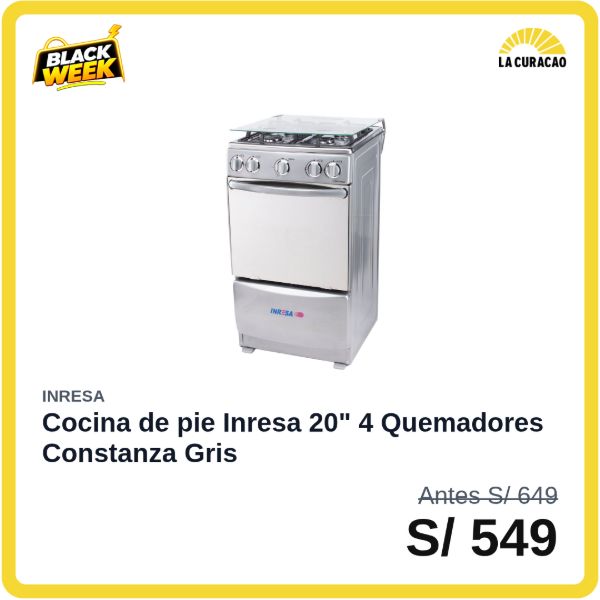 BLACK
WEEK
LA CURACAO
INRESA
INRESA
Cocina de pie Inresa 20" 4 Quemadores
Constanza Gris
Antes S/ 649
S/ 549